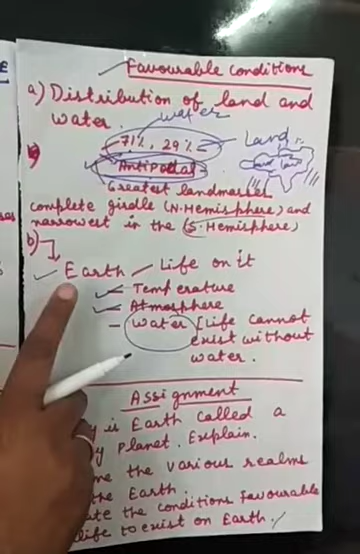 Favourable Conditions
a) Distribution of land and
water.
water
71%, 29%
Land
Antipodal
Greatest landmasses
complete girdle (N.Hemisphere) and
narrowest in the (S.Hemisphere)
b)
Earth Life on it
Temperature
Atmosphere
- Water {Life cannot
exist without
water.
Assignment
is Earth called a
Planet. Explain.
the various realms
Earth.
the conditions favourable
life to exist on Earth.